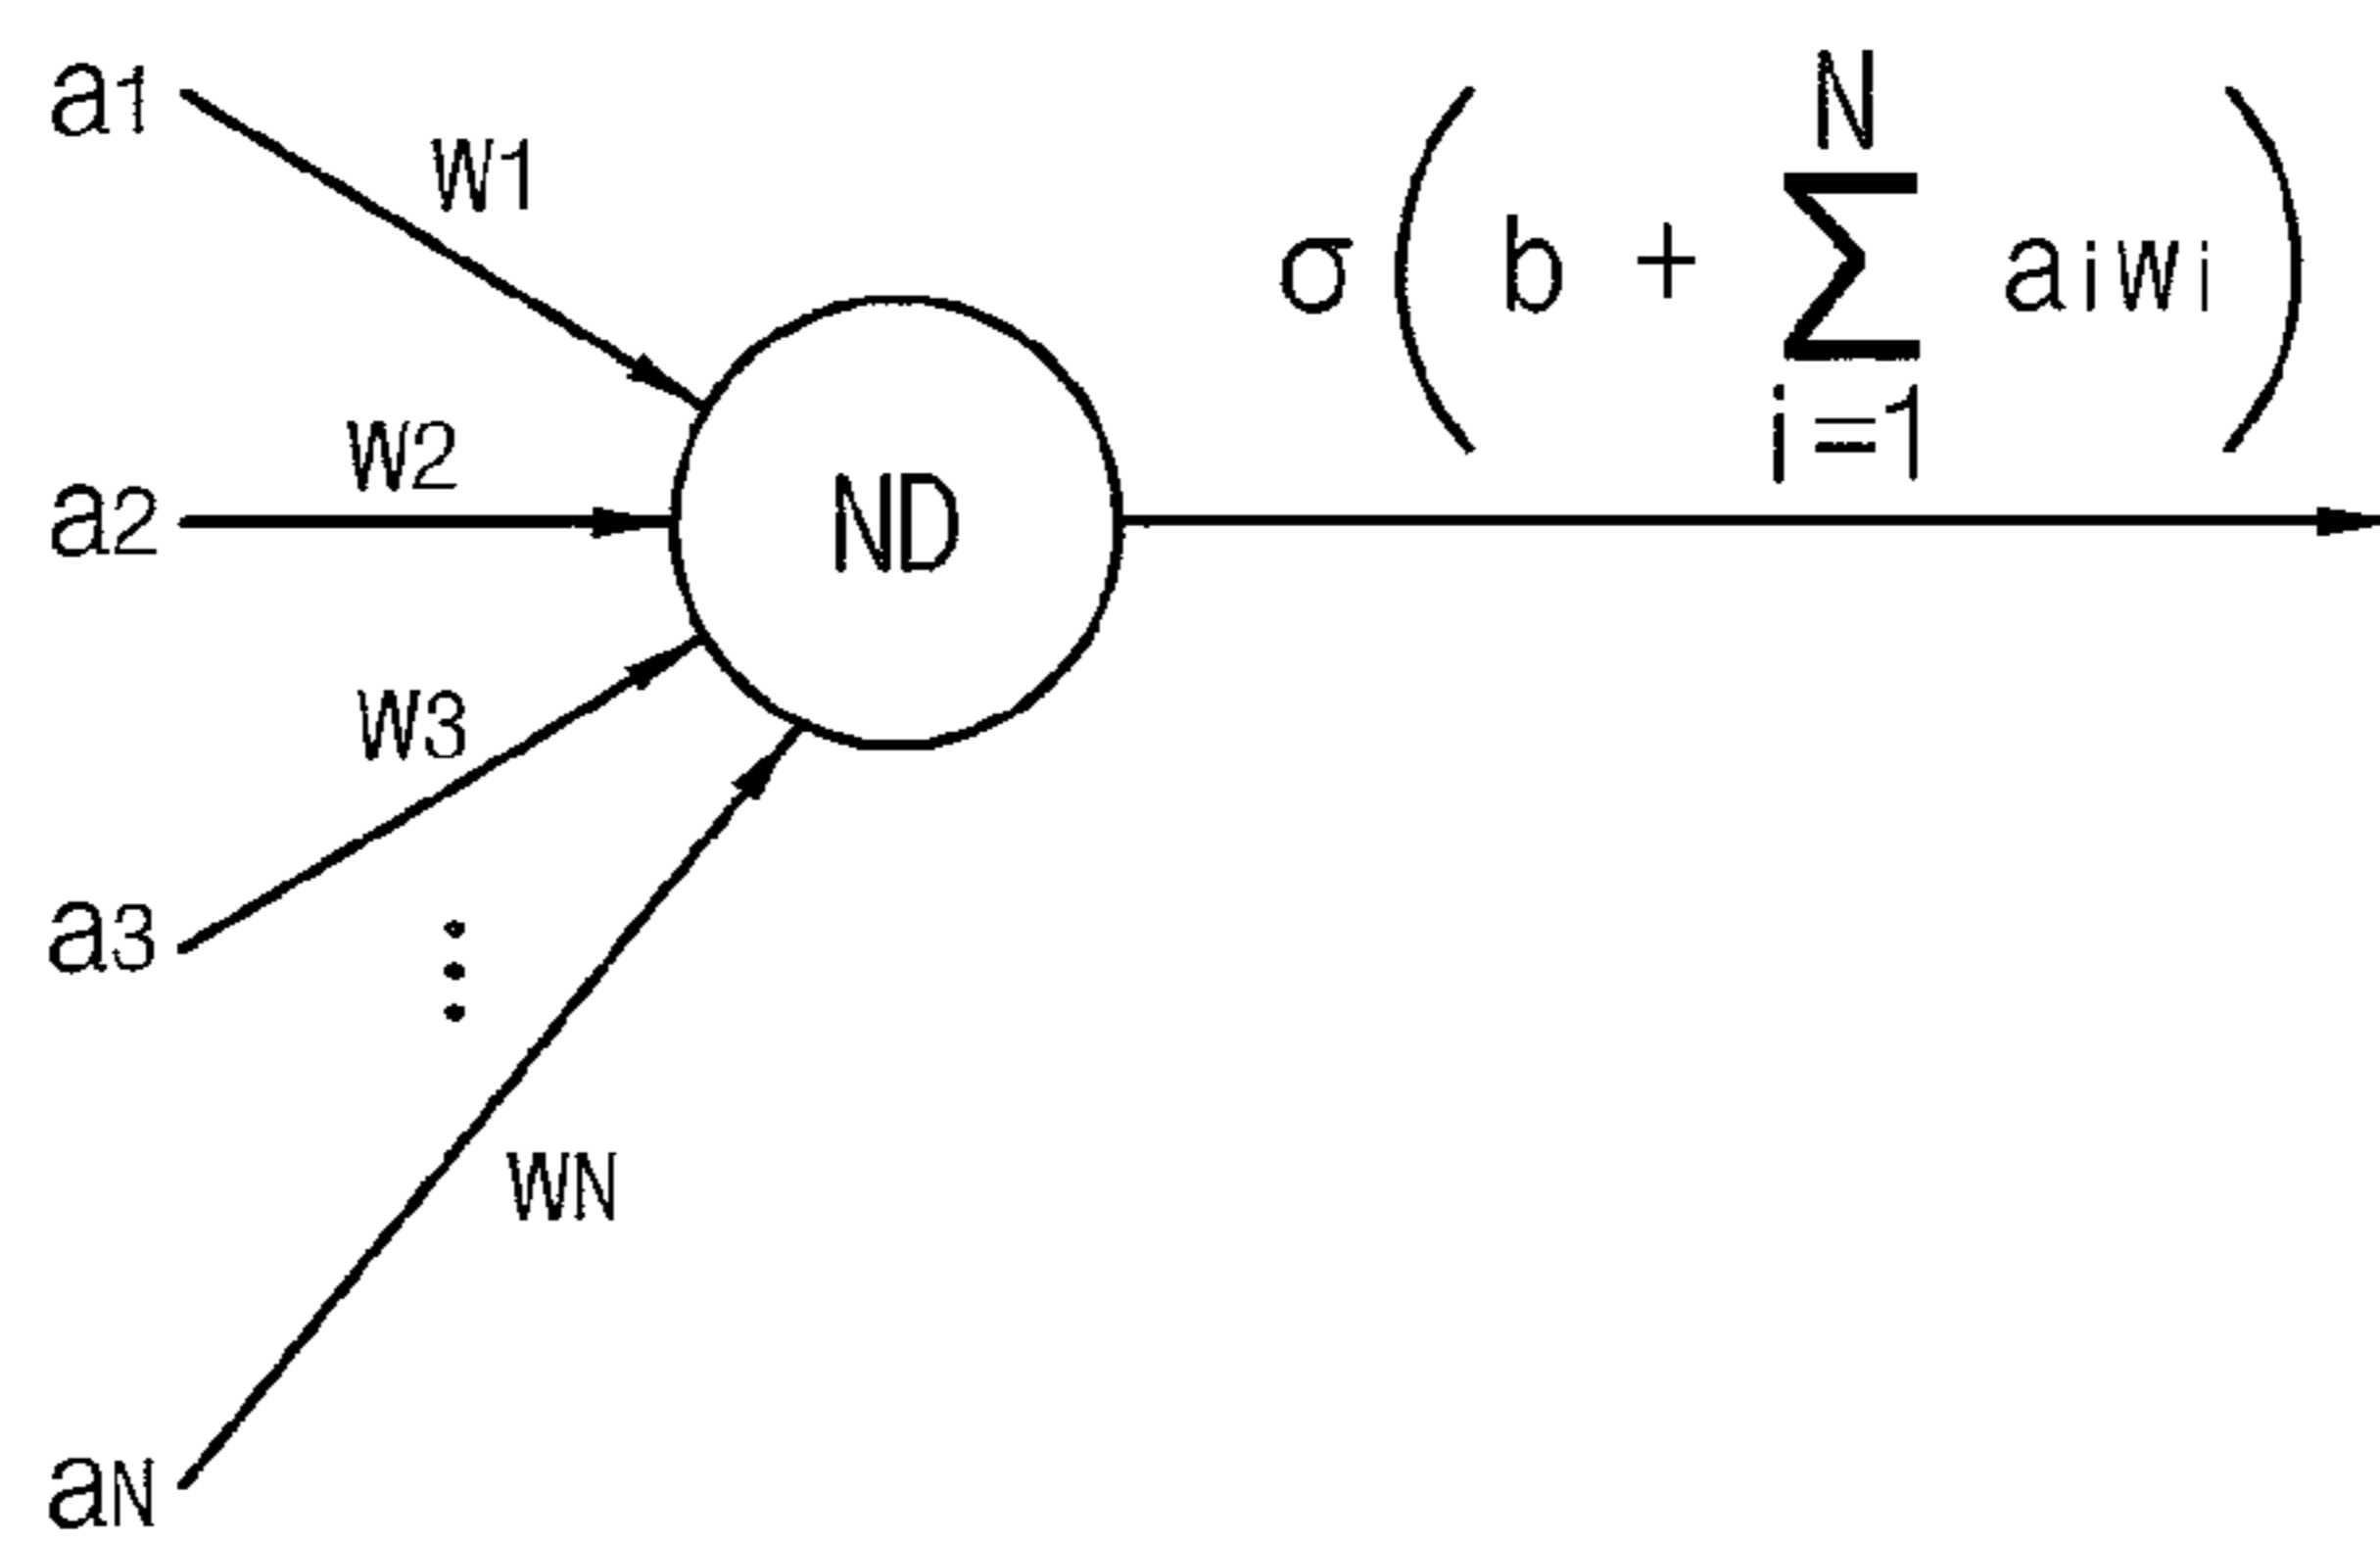 a1
W1
σ( b + N∑i=1 aiwi )
W2
a2
ND
W3
a3
WN
aN